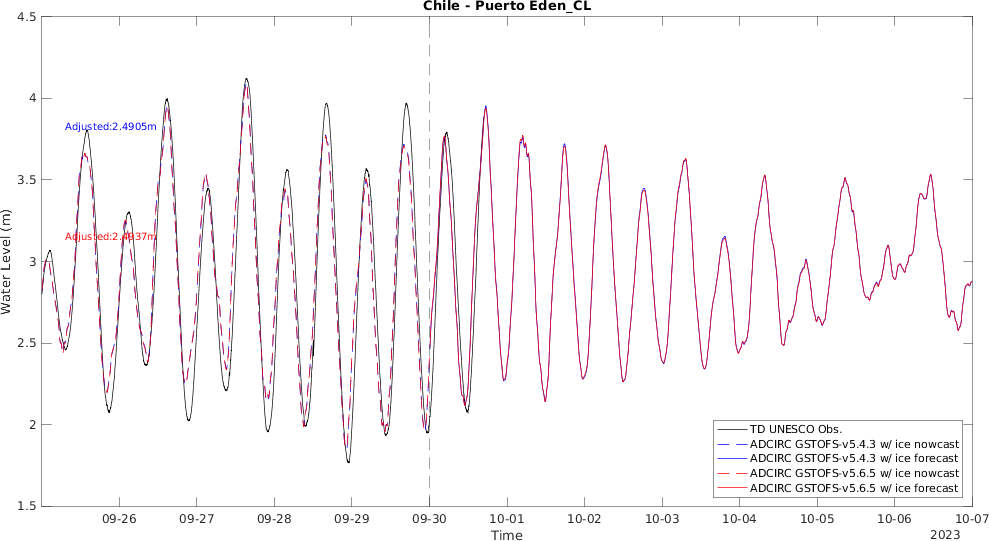 Chile - Puerto Eden_CL
4.5
4
3.5
3
2.5
2
1.5
Water Level (m)
Adjusted:2.4905m
Adjusted:2.4937m
TD UNESCO Obs.
ADCIRC GSTOFS-v5.4.3 w/ ice nowcast
ADCIRC GSTOFS-v5.4.3 w/ ice forecast
ADCIRC GSTOFS-v5.6.5 w/ ice nowcast
ADCIRC GSTOFS-v5.6.5 w/ ice forecast
09-26 09-27 09-28 09-29 09-30 10-01 10-02 10-03 10-04 10-05 10-06 10-07
Time
2023